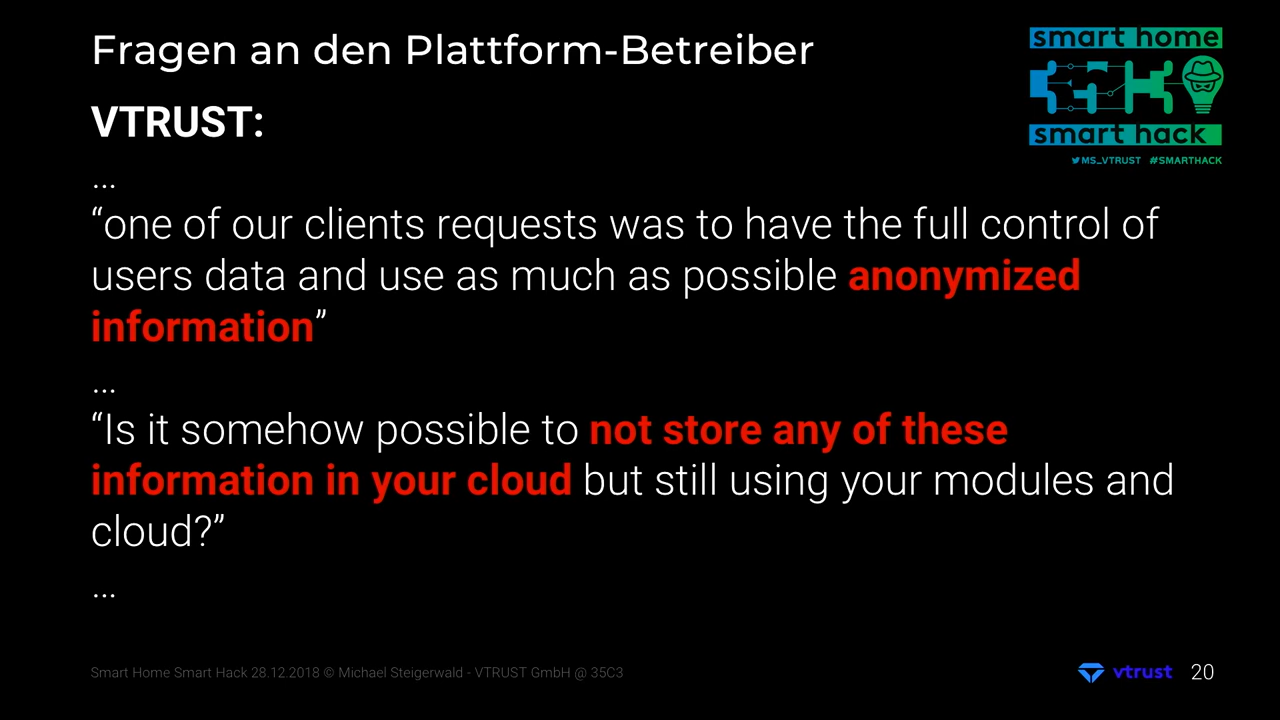 Fragen an den Plattform-Betreiber
smart home
smart hack
MS_VTRUST #SMARTHACK
VTRUST:
...
“one of our clients requests was to have the full control of
users data and use as much as possible anonymized
information”
...
“Is it somehow possible to not store any of these
information in your cloud but still using your modules and
cloud?”
...
Smart Home Smart Hack 28.12.2018 © Michael Steigerwald - VTRUST GmbH @ 35C3
vtrust 20